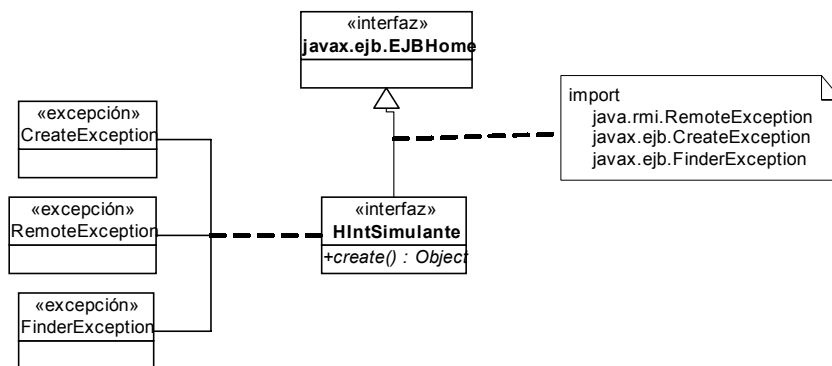 «interfaz»
javax.ejb.EJBHome
import
java.rmi.RemoteException
javax.ejb.CreateException
javax.ejb.FinderException
«excepción»
CreateException
«excepción»
RemoteException
«excepción»
FinderException
«interfaz»
HIntSimulante
+create() : Object